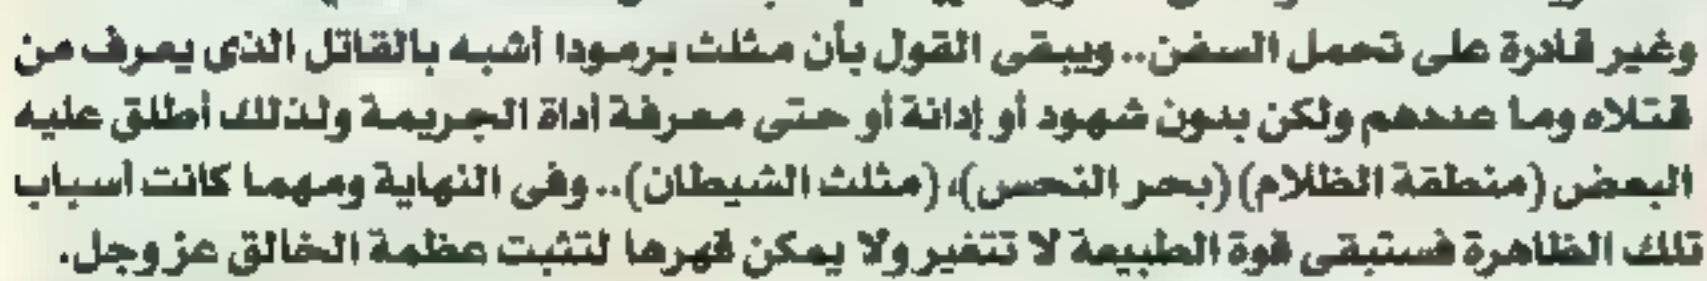 وغير قادرة على تحمل السفن.. ويبقى القول بأن مثلث برمودا أشبه بالقاتل الذى يعرف من
قتلاه وما عددهم ولكن بدون شهود أو إدانة أو حتى معرفة أداة الجريمة ولذلك أطلق عليه
البعض (منطقة الظلام) (بحر النحس)، (مثلث الشيطان).. وفى النهاية ومهما كانت أسباب
تلك الظاهرة فستبقى قوة الطبيعة لا تتغير ولا يمكن قهرها لتثبت عظمة الخالق عز وجل.